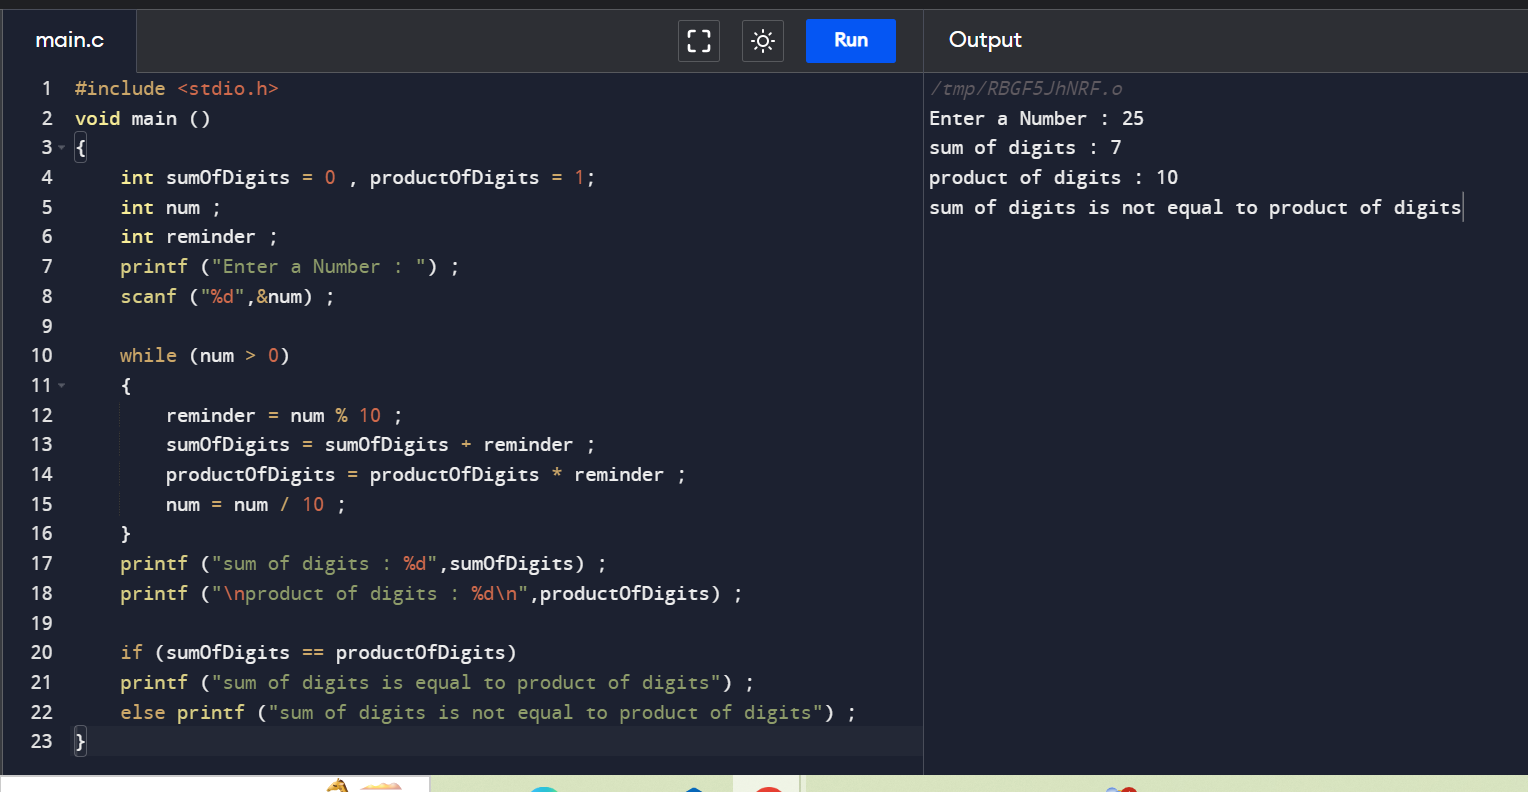 main.c
Run
Output
1 #include <stdio.h>
2 void main ()
3 {
4 int sumOfDigits = 0 , productOfDigits = 1;
5 int num ;
6 int reminder ;
7 printf ("Enter a Number : ") ;
8 scanf ("%d",&num) ;
9
10 while (num > 0)
11 {
12 reminder = num % 10 ;
13 sumOfDigits = sumOfDigits + reminder ;
14 productOfDigits = productOfDigits * reminder ;
15 num = num / 10 ;
16 }
17 printf ("sum of digits : %d",sumOfDigits) ;
18 printf ("\nproduct of digits : %d\n",productOfDigits) ;
19
20 if (sumOfDigits == productOfDigits)
21 printf ("sum of digits is equal to product of digits") ;
22 else printf ("sum of digits is not equal to product of digits") ;
23 }
/tmp/RBGF5JhNRF.o
Enter a Number : 25
sum of digits : 7
product of digits : 10
sum of digits is not equal to product of digits